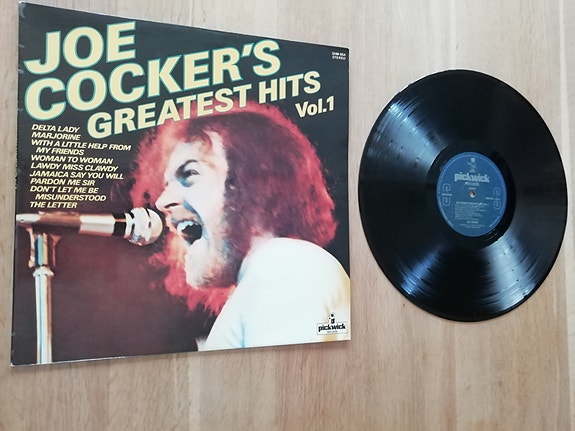 JOE
COCKER'S
GREATEST HITS
Vol.1
SHM 954
STEREO
DELTA LADY
MARJORINE
WITH A LITTLE HELP FROM
MY FRIENDS
WOMAN TO WOMAN
LAWDY MISS CLAWDY
JAMAICA SAY YOU WILL
PARDON ME SIR
DON'T LET ME BE
MISUNDERSTOOD
THE LETTER
pickwick
pickwick